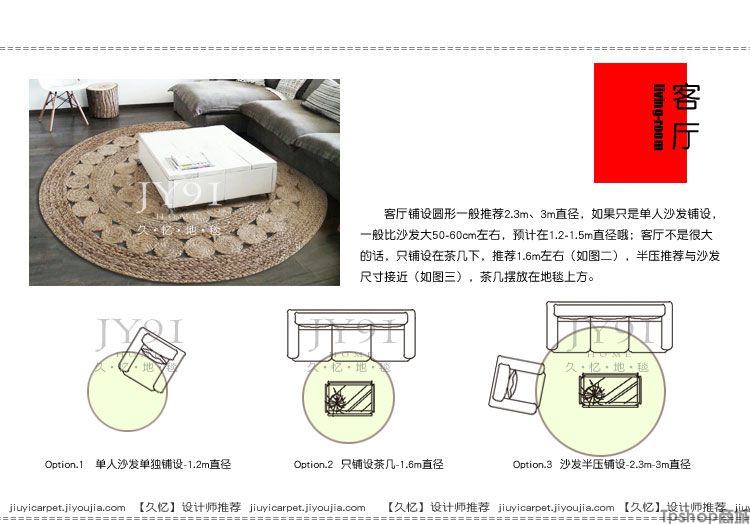 客厅
living-room
JY91
HOME
久·忆·地·毯
客厅铺设圆形一般推荐2.3m、3m直径，如果只是单人沙发铺设，
一般比沙发大50-60cm左右，预计在1.2-1.5m直径哦；客厅不是很大
的话，只铺设在茶几下，推荐1.6m左右（如图二），半压推荐与沙发
尺寸接近（如图三），茶几摆放在地毯上方。
JY91
HOME
久·忆·地·毯
JY91
HOME
久·忆·地·毯
JY91
HOME
久·忆·地·毯
Option.1 单人沙发单独铺设-1.2m直径
Option.2 只铺设茶几-1.6m直径
Option.3 沙发半压铺设-2.3m-3m直径
jiuyicarpet.jiyoujia.com 【久忆】设计师推荐 jiuyicarpet.jiyoujia.com 【久忆】设计师推荐 jiuyicarpet.jiyoujia.com 【久忆】设计师推荐
Tpshop商城